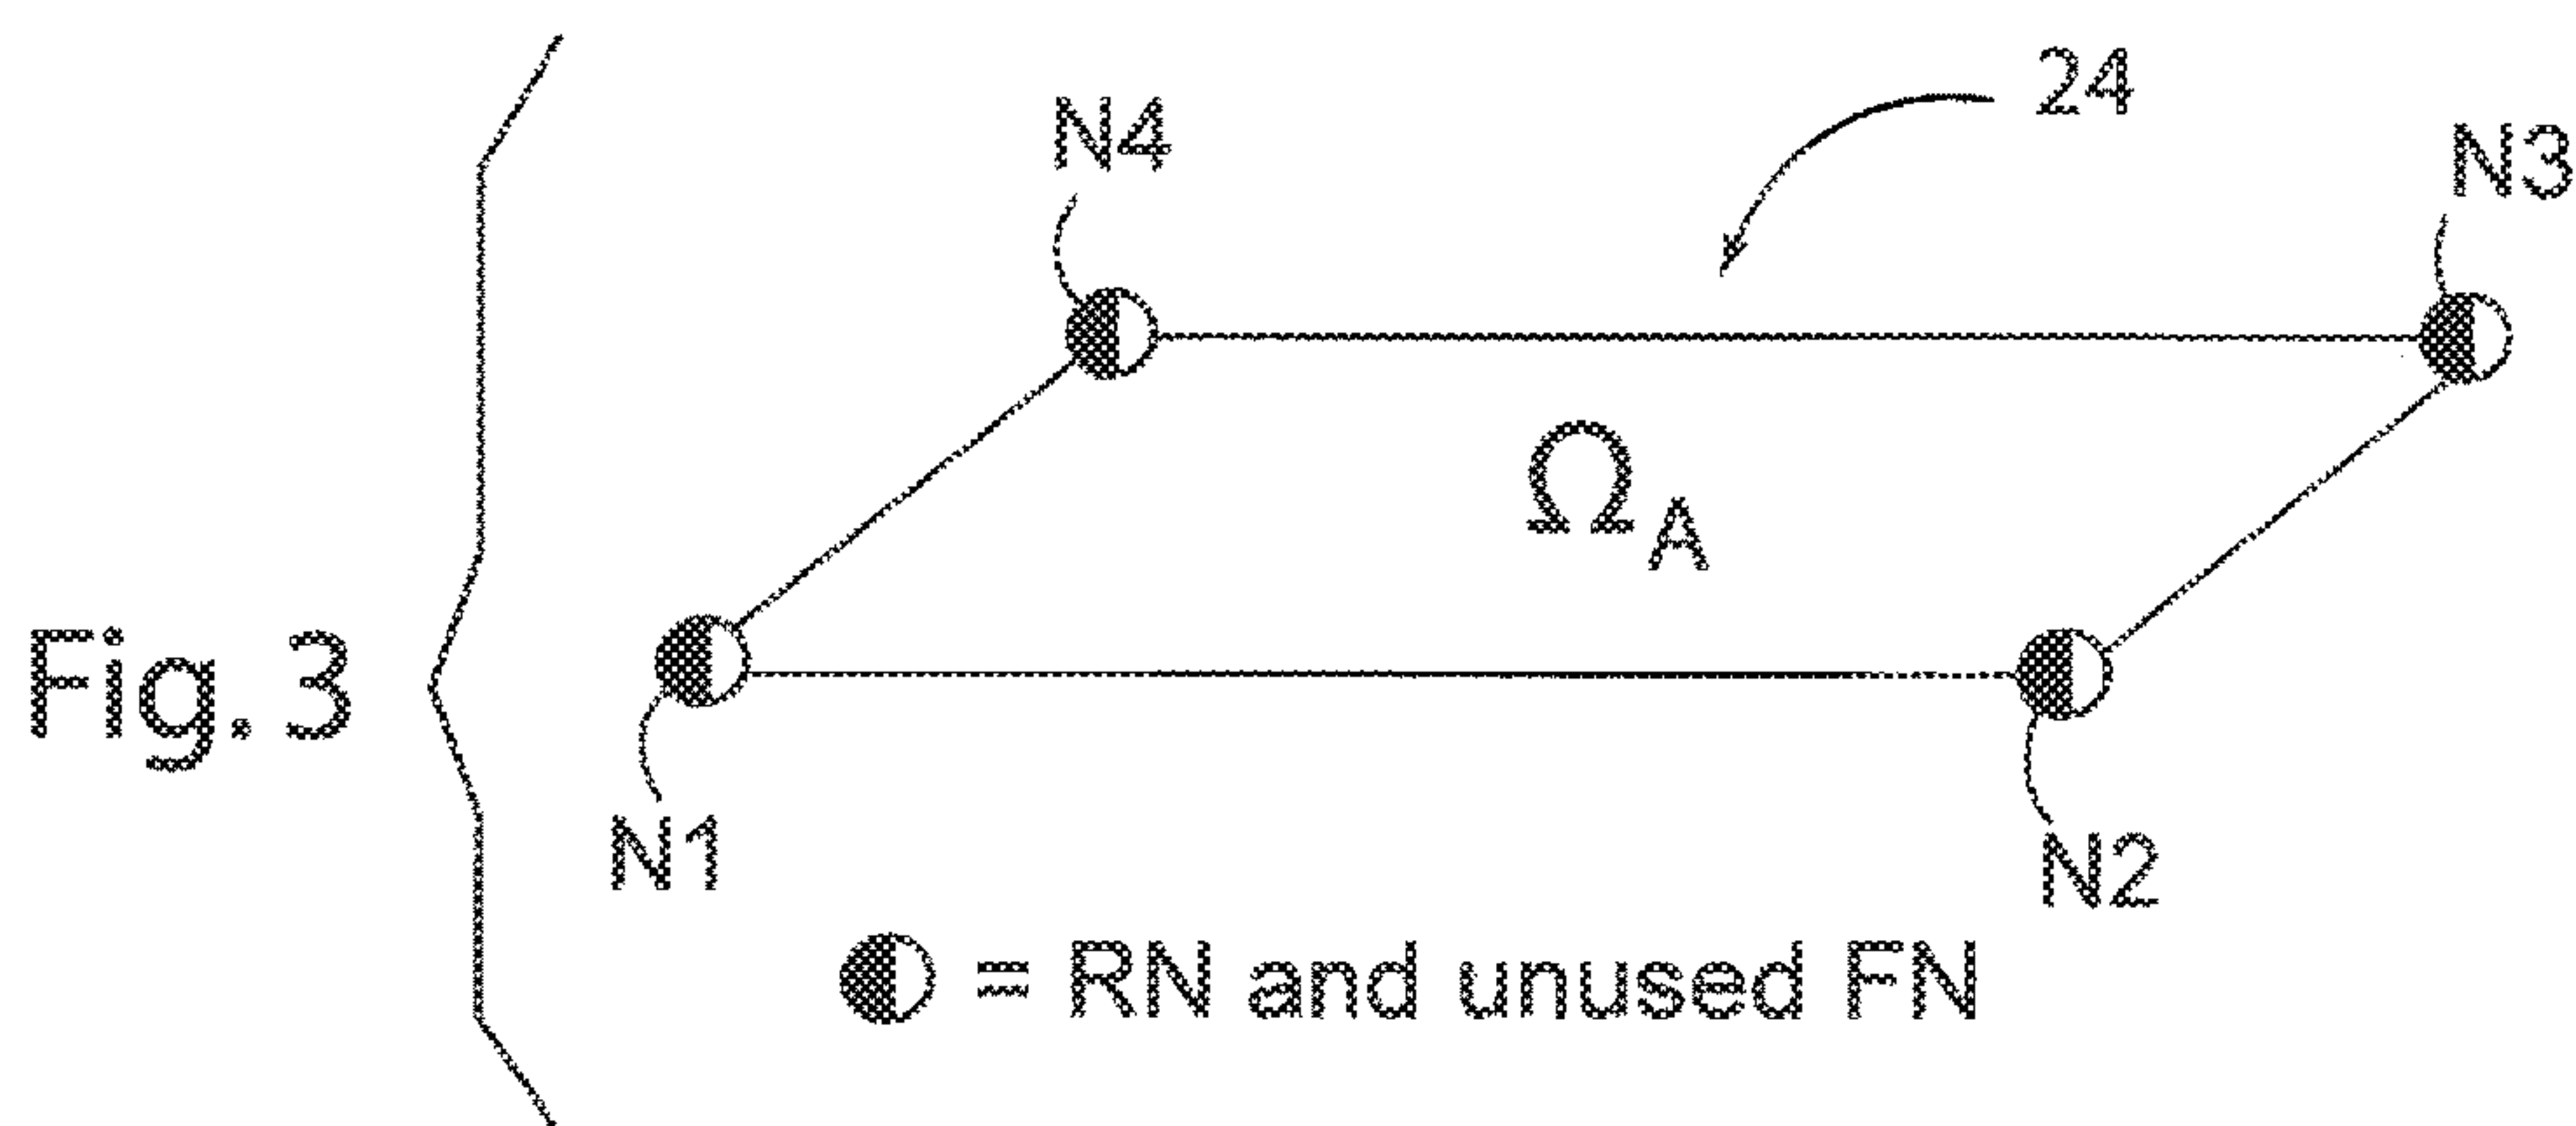 24
N4
N3
Ω_A
Fig. 3
N1
N2
= RN and unused FN